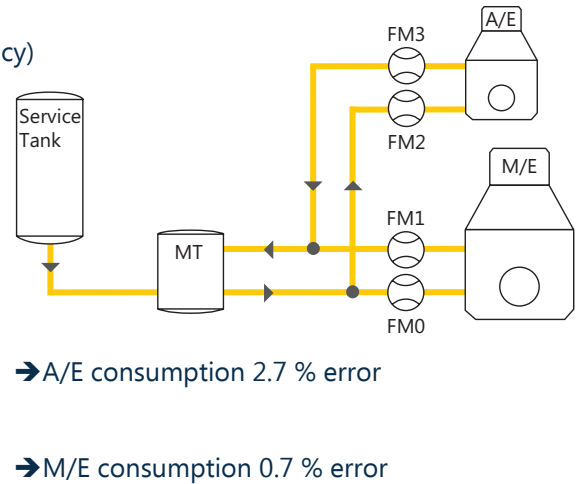 cy)
FM3
A/E
Service
Tank
FM2
M/E
FM1
MT
FM0
➔A/E consumption 2.7 % error
➔M/E consumption 0.7 % error